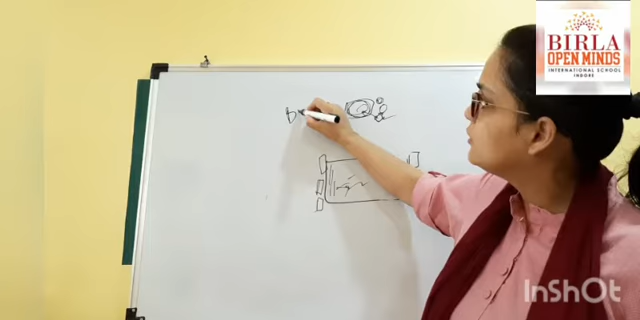 BIRLA
OPEN MINDS
INTERNATIONAL SCHOOL
INDORE
InShOt